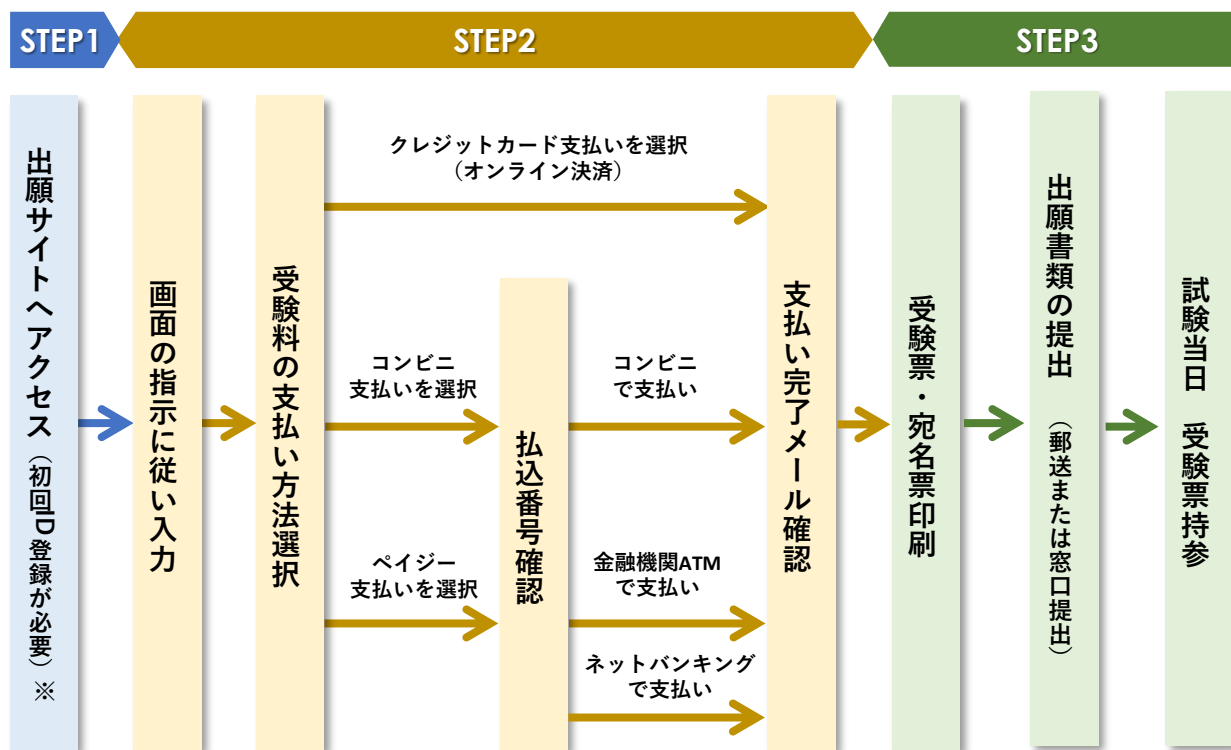 STEP1
STEP2
STEP3
出願サイトへアクセス（初回ID登録が必要）※
画面の指示に従い入力
受験料の支払い方法選択
クレジットカード支払いを選択
（オンライン決済）
コンビニ
支払いを選択
ペイジー
支払いを選択
払込番号確認
コンビニ
で支払い
金融機関ATM
で支払い
ネットバンキング
で支払い
支払い完了メール確認
受験票・宛名票印刷
出願書類の提出（郵送または窓口提出）
試験当日　受験票持参